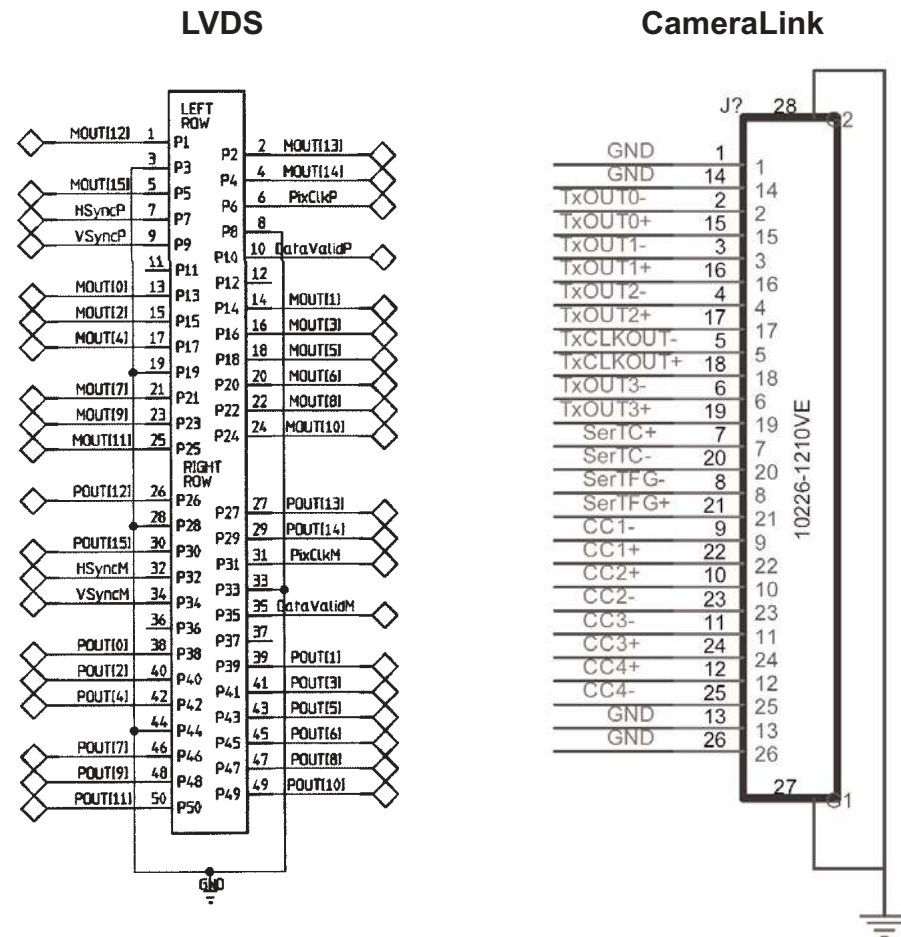 LVDS
CameraLink
LEFT
ROW
MOUT[12] 1 P1
P2 2 MOUT[13]
3 P3
P4 4 MOUT[14]
MOUT[15] 5 P5
P6 6 PixClkP
HSyncP 7 P7
P8 8
VSyncP 9 P9
P10 10 DataValidP
11 P11
P12 12
MOUT[0] 13 P13
P14 14 MOUT[1]
MOUT[2] 15 P15
P16 16 MOUT[3]
MOUT[4] 17 P17
P18 18 MOUT[5]
19 P19
P20 20 MOUT[6]
MOUT[7] 21 P21
P22 22 MOUT[8]
MOUT[9] 23 P23
P24 24 MOUT[10]
MOUT[11] 25 P25
RIGHT
ROW
POUT[12] 26 P26
P27 27 POUT[13]
28 P28
P29 29 POUT[14]
POUT[15] 30 P30
P31 31 PixClkM
HSyncM 32 P32
P33 33
VSyncM 34 P34
P35 35 DataValidM
36 P36
P37 37
POUT[0] 38 P38
P39 39 POUT[1]
POUT[2] 40 P40
P41 41 POUT[3]
POUT[4] 42 P42
P43 43 POUT[5]
44 P44
P45 45 POUT[6]
POUT[7] 46 P46
P47 47 POUT[8]
POUT[9] 48 P48
P49 49 POUT[10]
POUT[11] 50 P50
GND
J? 28 G2
GND 1 1
GND 14 14
TxOUT0- 2 2
TxOUT0+ 15 15
TxOUT1- 3 3
TxOUT1+ 16 16
TxOUT2- 4 4
TxOUT2+ 17 17
TxCLKOUT- 5 5
TxCLKOUT+ 18 18
TxOUT3- 6 6
TxOUT3+ 19 19
SerTC+ 7 7
SerTC- 20 20
SerTFG- 8 8
SerTFG+ 21 21
CC1- 9 9
CC1+ 22 22
CC2+ 10 10
CC2- 23 23
CC3- 11 11
CC3+ 24 24
CC4+ 12 12
CC4- 25 25
GND 13 13
GND 26 26
10226-1210VE
27 G1